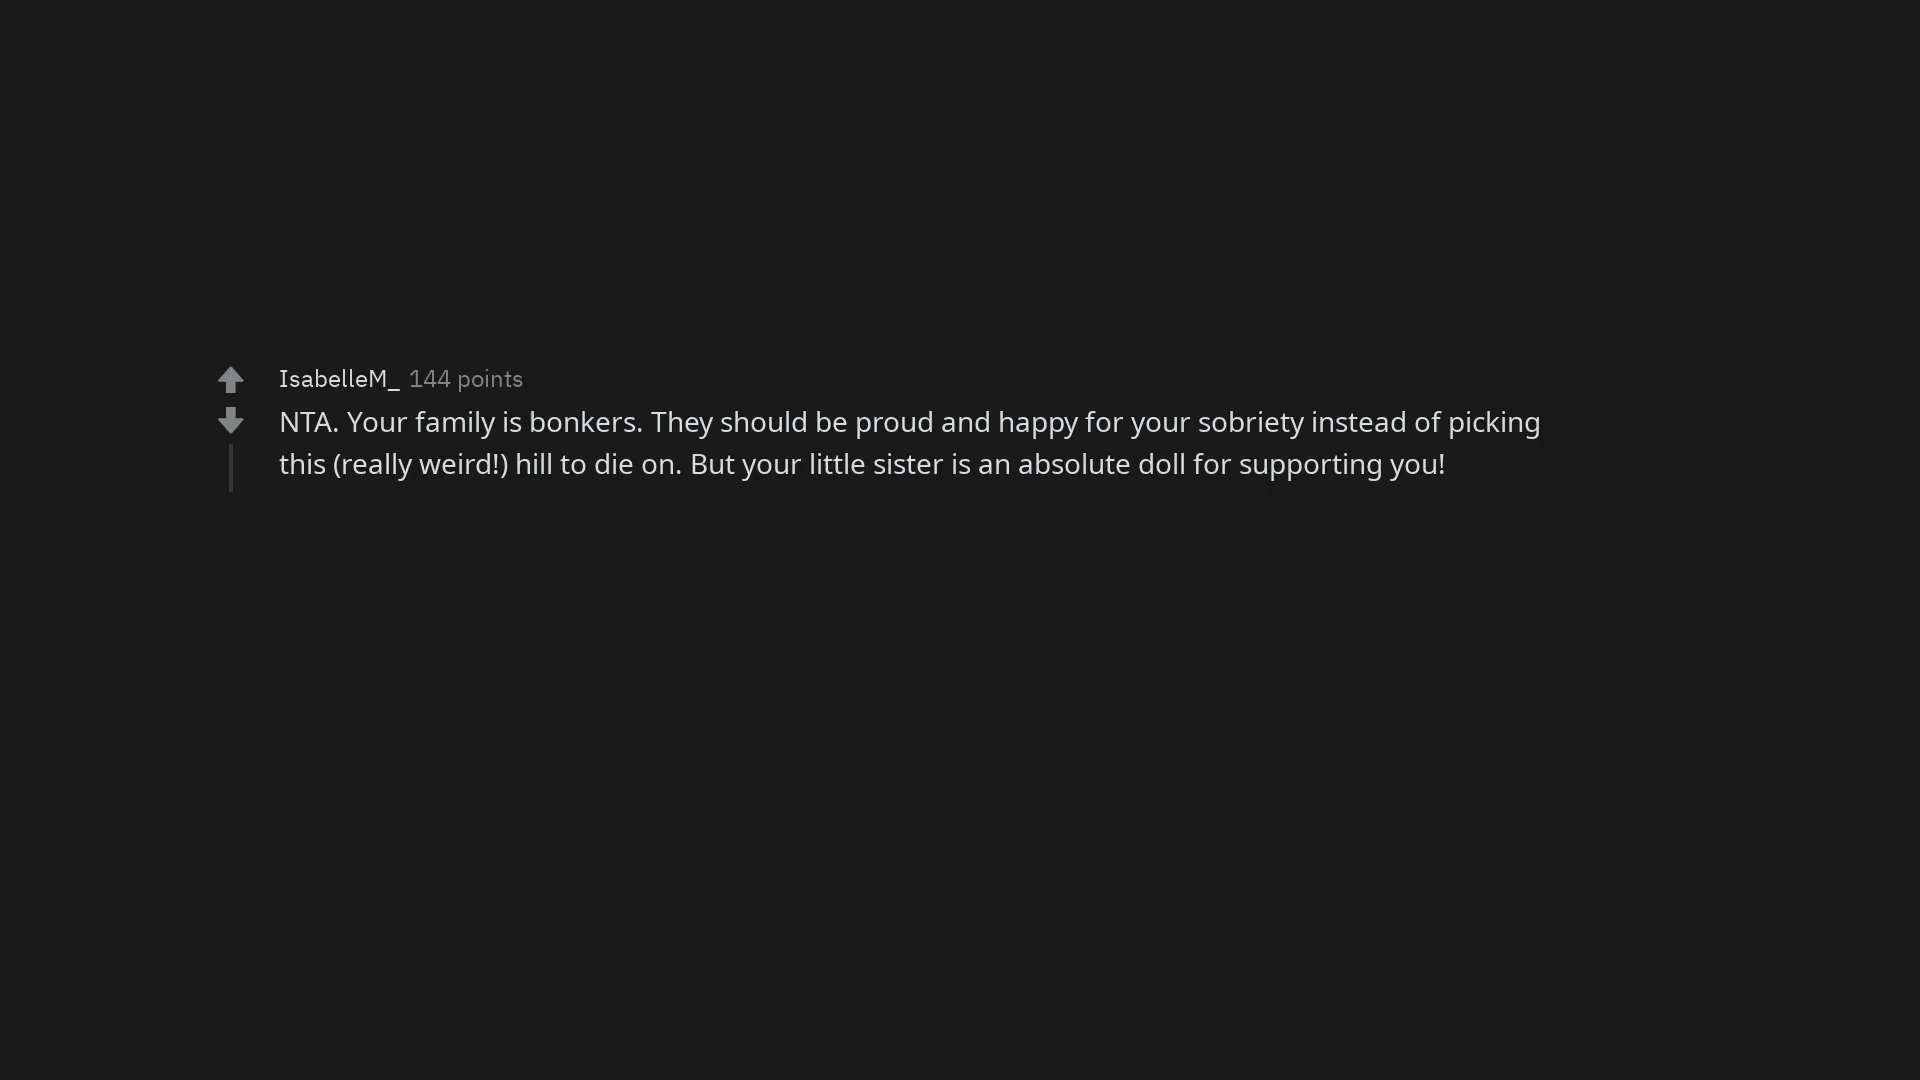 IsabelleM_ 144 points
NTA. Your family is bonkers. They should be proud and happy for your sobriety instead of picking
this (really weird!) hill to die on. But your little sister is an absolute doll for supporting you!